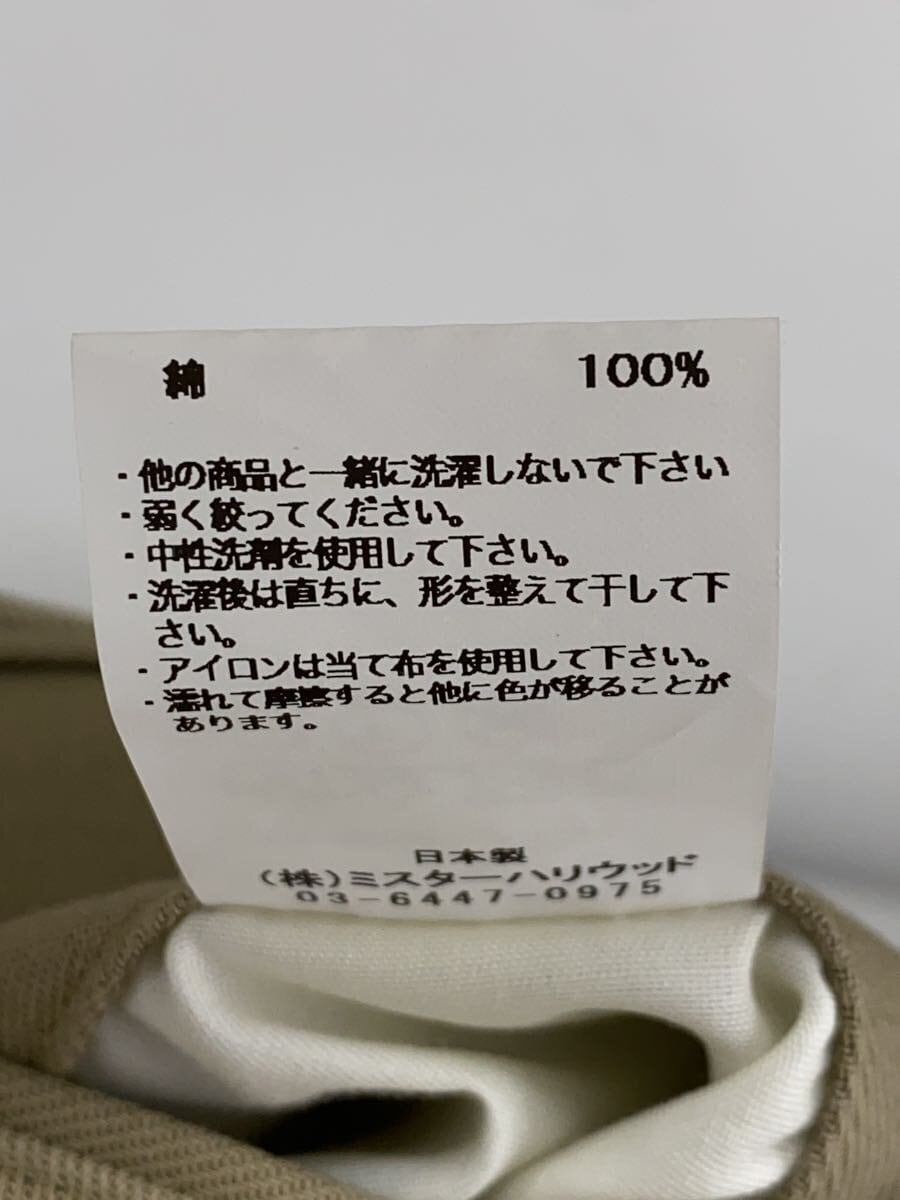 綿 100%
・他の商品と一緒に洗濯しないで下さい
・弱く絞ってください。
・中性洗剤を使用して下さい。
・洗濯後は直ちに、形を整えて干して下
さい。
・アイロンは当て布を使用して下さい。
・濡れて摩擦すると他に色が移ることが
あります。
日本製
(株)ミスターハリウッド
03-6447-0975